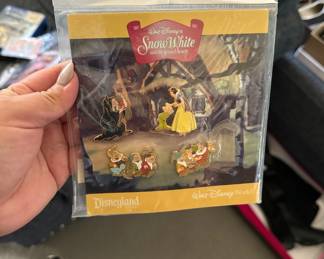 Walt Disney's
Snow White
and the Seven Dwarfs
Disneyland
Walt Disney World